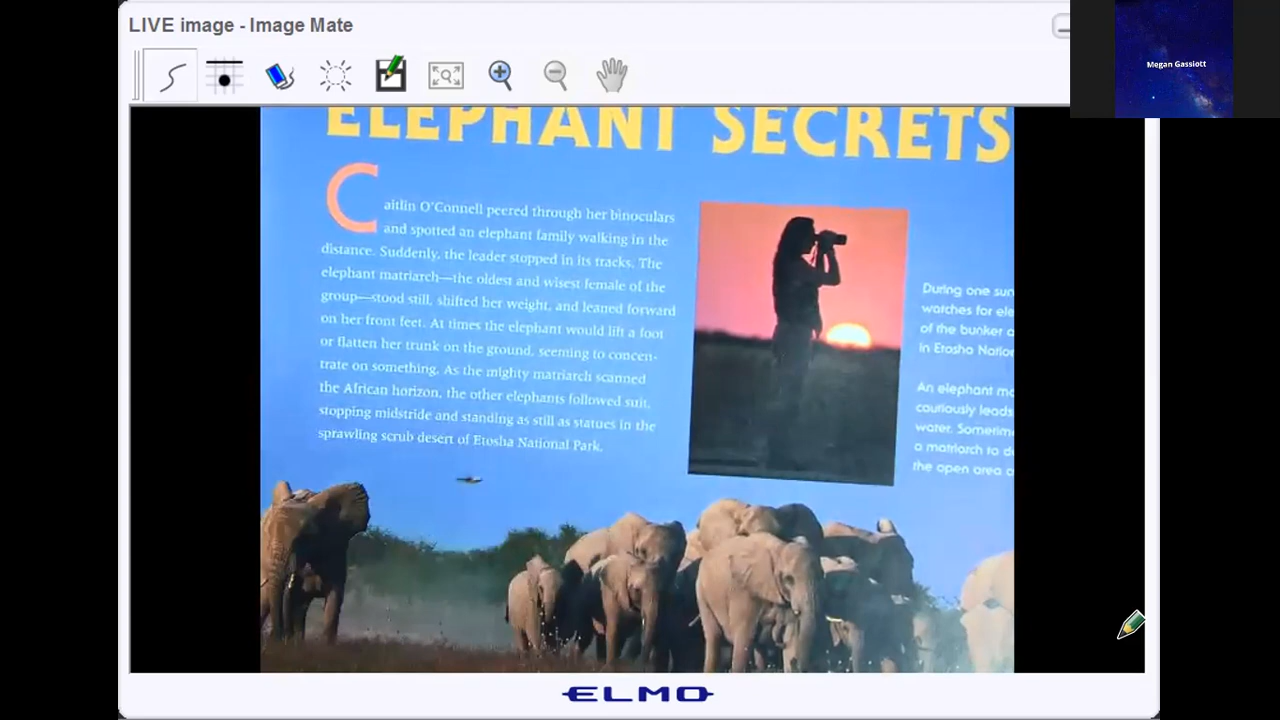 LIVE image - Image Mate
Megan Gassiott
ELEPHANT SECRETS
Caitlin O'Connell peered through her binoculars
and spotted an elephant family walking in the
distance. Suddenly, the leader stopped in its tracks. The
elephant matriarch—the oldest and wisest female of the
group—stood still, shifted her weight, and leaned forward
on her front feet. At times the elephant would lift a foot
or flatten her trunk on the ground, seeming to concen-
trate on something. As the mighty matriarch scanned
the African horizon, the other elephants followed suit,
stopping midstride and standing as still as statues in the
sprawling scrub desert of Etosha National Park.
During one sun
watches for ele
of the bunker
in Etosha Nation
An elephant ma
cautiously leads
water. Sometim
a matriarch to d
the open area
ELMO